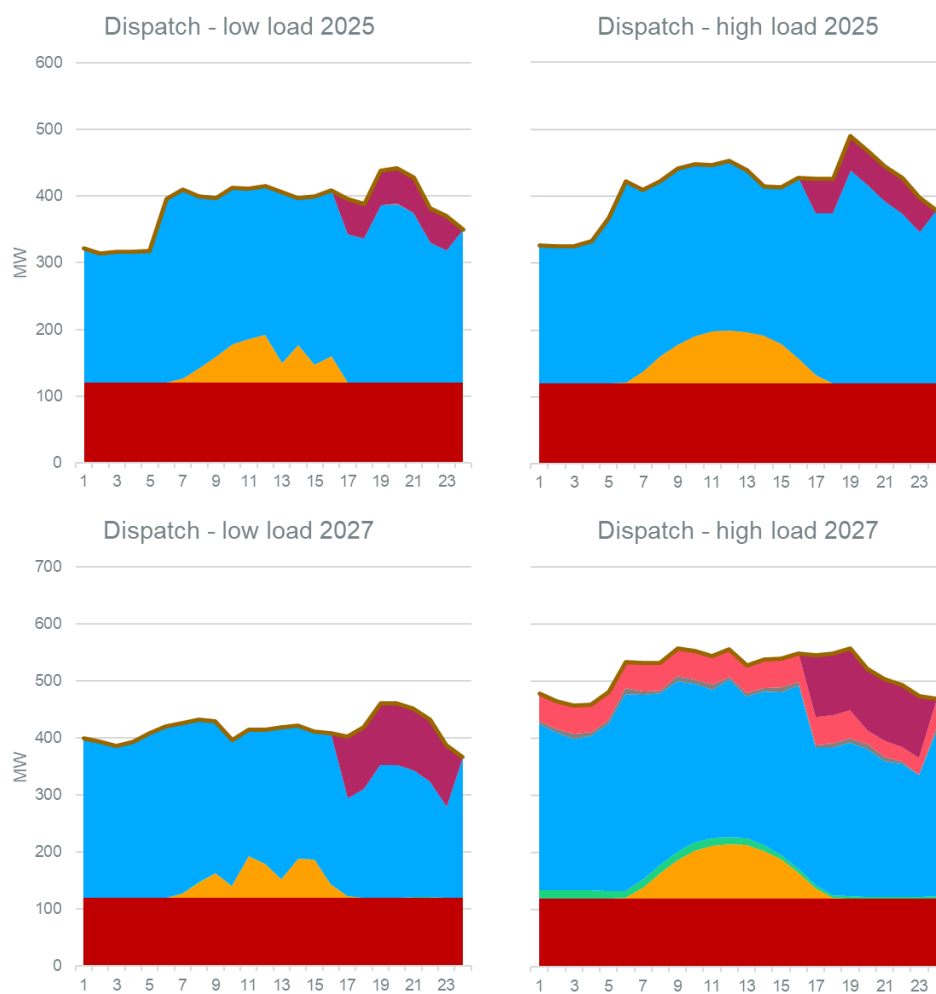 Dispatch - low load 2025
Dispatch - high load 2025
600
500
400
300
200
100
0
MW
1 3 5 7 9 11 13 15 17 19 21 23
1 3 5 7 9 11 13 15 17 19 21 23
Dispatch - low load 2027
Dispatch - high load 2027
700
600
500
400
300
200
100
0
MW
1 3 5 7 9 11 13 15 17 19 21 23
1 3 5 7 9 11 13 15 17 19 21 23